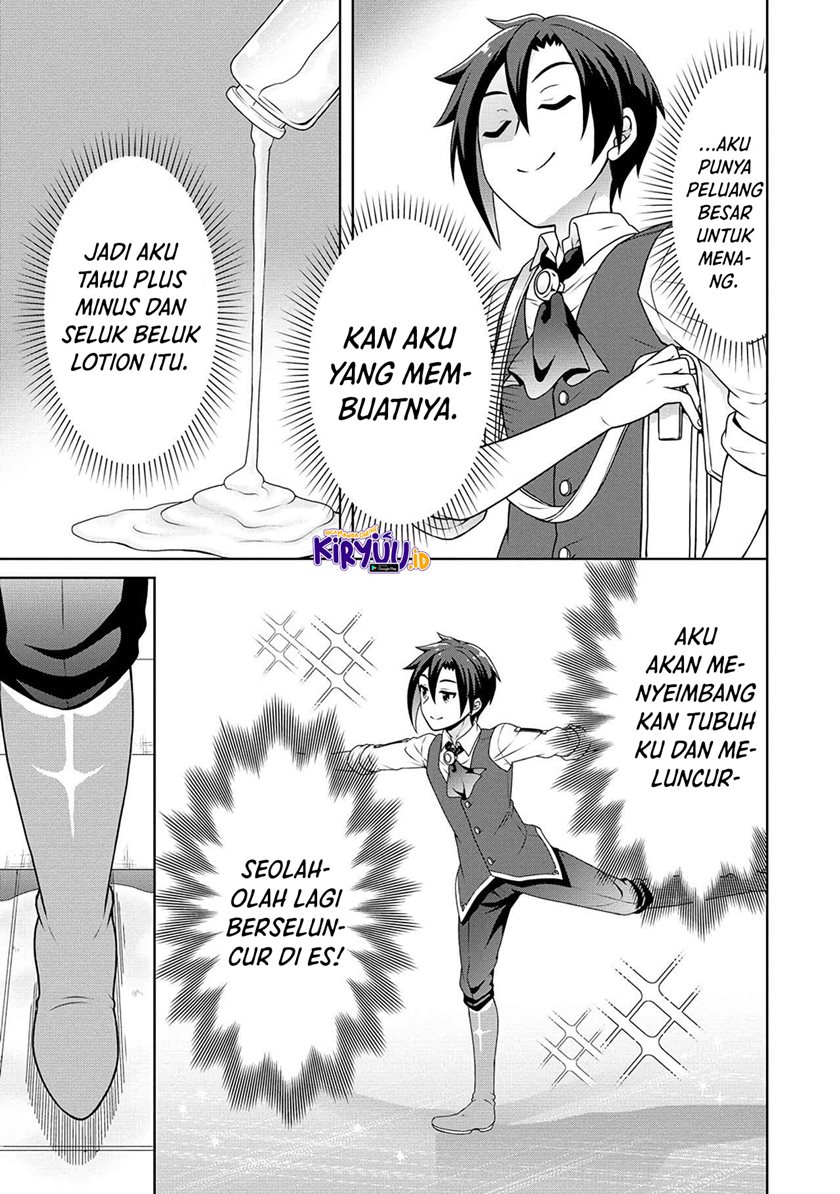 ...AKU
PUNYA
PELUANG
BESAR
UNTUK
MENA-
NG.
KAN AKU
YANG MEM-
BUATNYA.
JADI AKU
TAHU PLUS
MINUS DAN
SELUK BELUK
LOTION ITU.
KIRYUU.ID
Google Play
AKU
AKAN ME-
NYEIMBANG
KAN TUBUH
KU DAN ME-
LUNCUR-
SEOLAH-
OLAH LAGI
BERSELUN-
CUR DI ES!